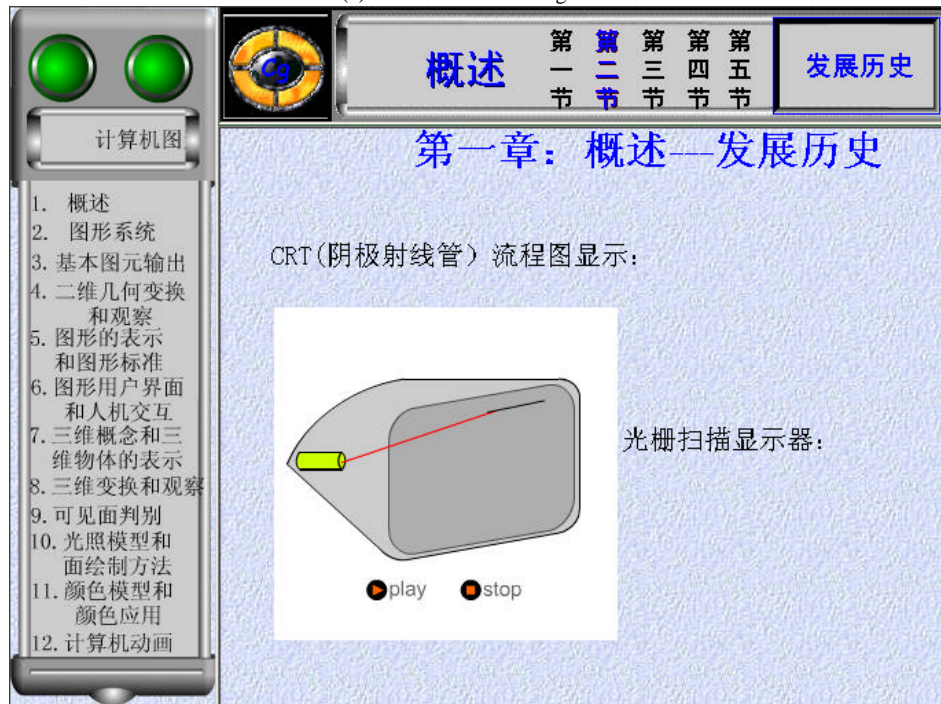 Cg
概述
第一节
第二节
第三节
第四节
第五节
发展历史
计算机图
第一章：概述---发展历史
1. 概述
2. 图形系统
3. 基本图元输出
4. 二维几何变换
和观察
5. 图形的表示
和图形标准
6. 图形用户界面
和人机交互
7. 三维概念和三
维物体的表示
8. 三维变换和观察
9. 可见面判别
10. 光照模型和
面绘制方法
11. 颜色模型和
颜色应用
12. 计算机动画
CRT(阴极射线管）流程图显示：
光栅扫描显示器：
play
stop